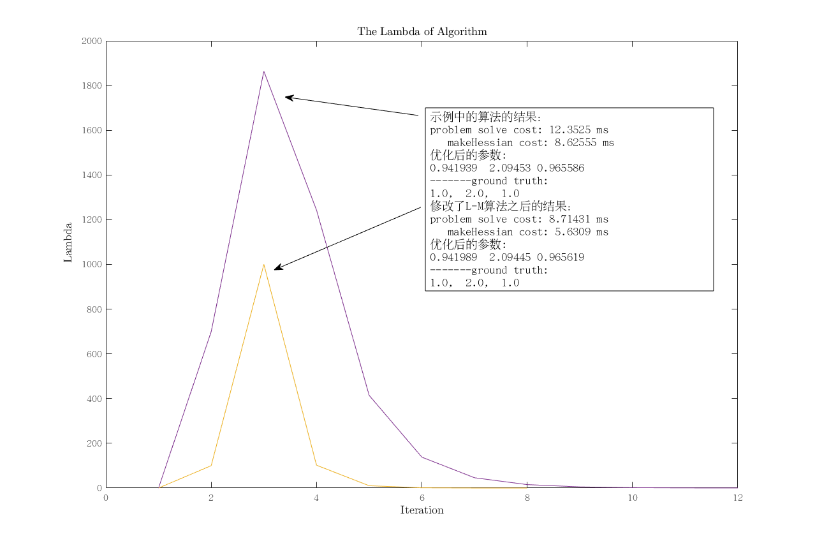 The Lambda of Algorithm
2000
1800
1600
1400
1200
1000
800
600
400
200
0
Lambda
示例中的算法的结果:
problem solve cost: 12.3525 ms
makeHessian cost: 8.62555 ms
优化后的参数:
0.941939 2.09453 0.965586
-------ground truth:
1.0, 2.0, 1.0
修改了L-M算法之后的结果:
problem solve cost: 8.71431 ms
makeHessian cost: 5.6309 ms
优化后的参数:
0.941989 2.09445 0.965619
-------ground truth:
1.0, 2.0, 1.0
0 2 4 6 8 10 12
Iteration